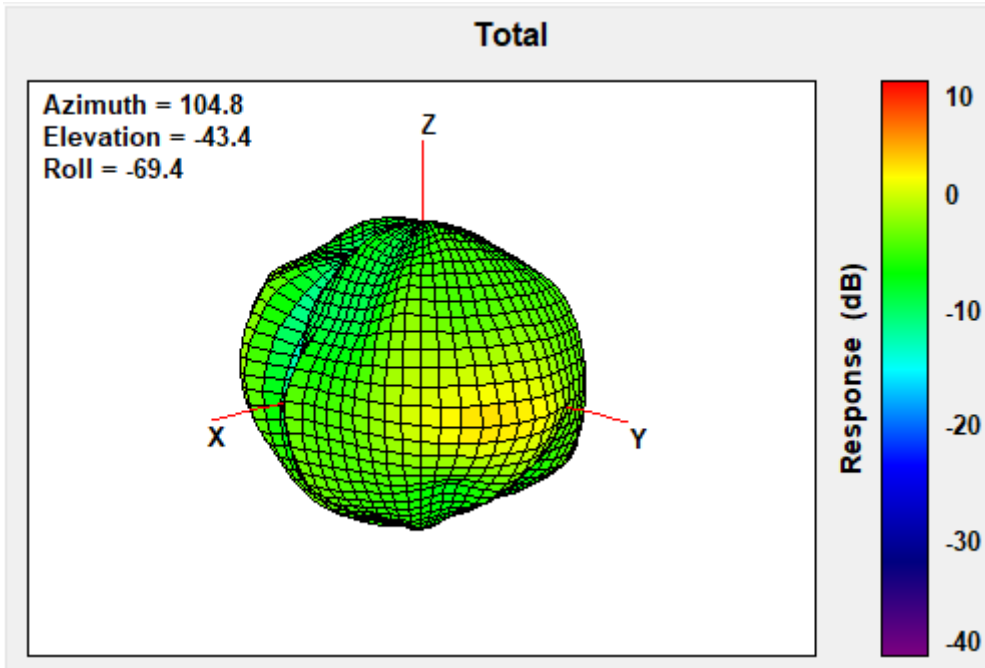 Total
Azimuth = 104.8
Elevation = -43.4
Roll = -69.4
Z
X
Y
10
0
-10
-20
-30
-40
Response (dB)